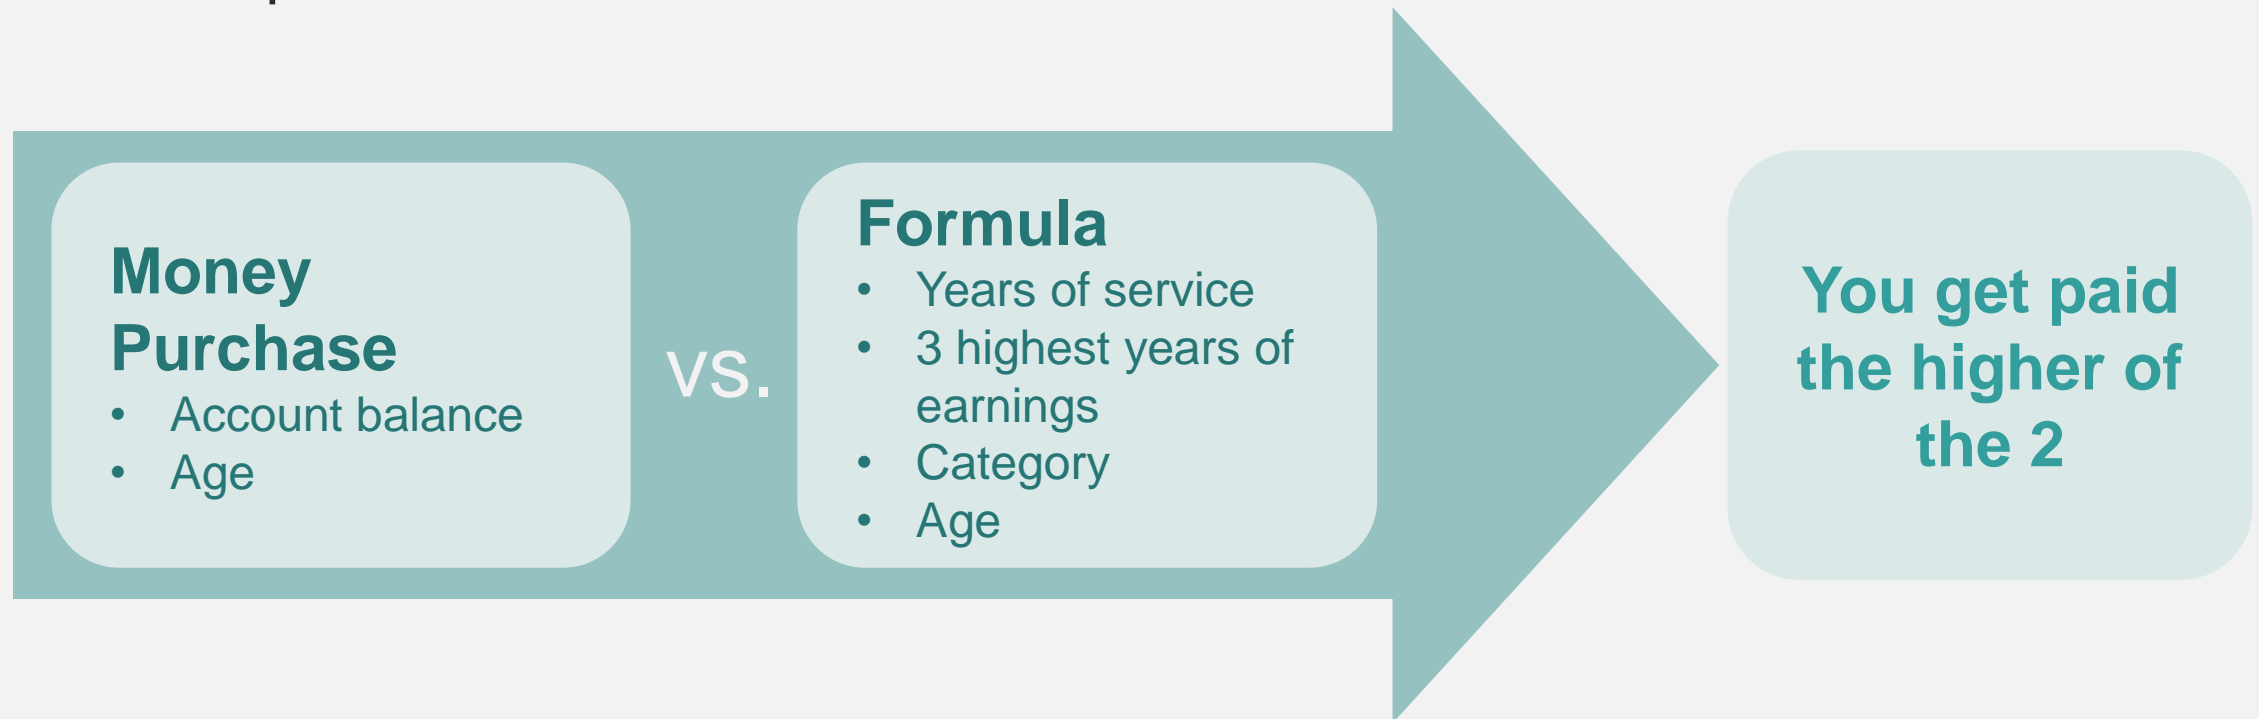 Money
Purchase
• Account balance
• Age
vs.
Formula
• Years of service
• 3 highest years of
earnings
• Category
• Age
You get paid
the higher of
the 2